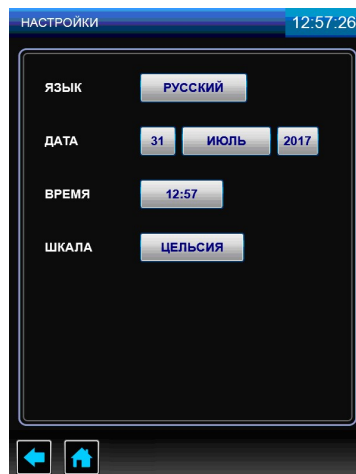 НАСТРОЙКИ 12:57:26
ЯЗЫК РУССКИЙ
ДАТА 31 ИЮЛЬ 2017
ВРЕМЯ 12:57
ШКАЛА ЦЕЛЬСИЯ